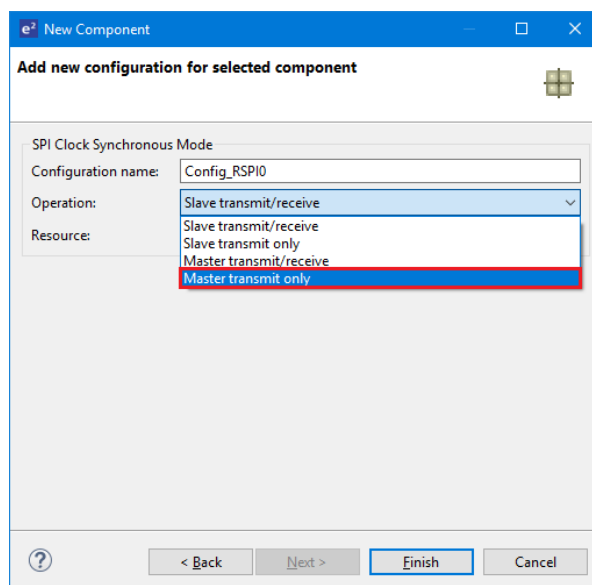 e² New Component
Add new configuration for selected component
SPI Clock Synchronous Mode
Configuration name: Config_RSPI0
Operation: Slave transmit/receive
Slave transmit/receive
Slave transmit only
Resource:
Master transmit/receive
Master transmit only
? < Back Next > Finish Cancel